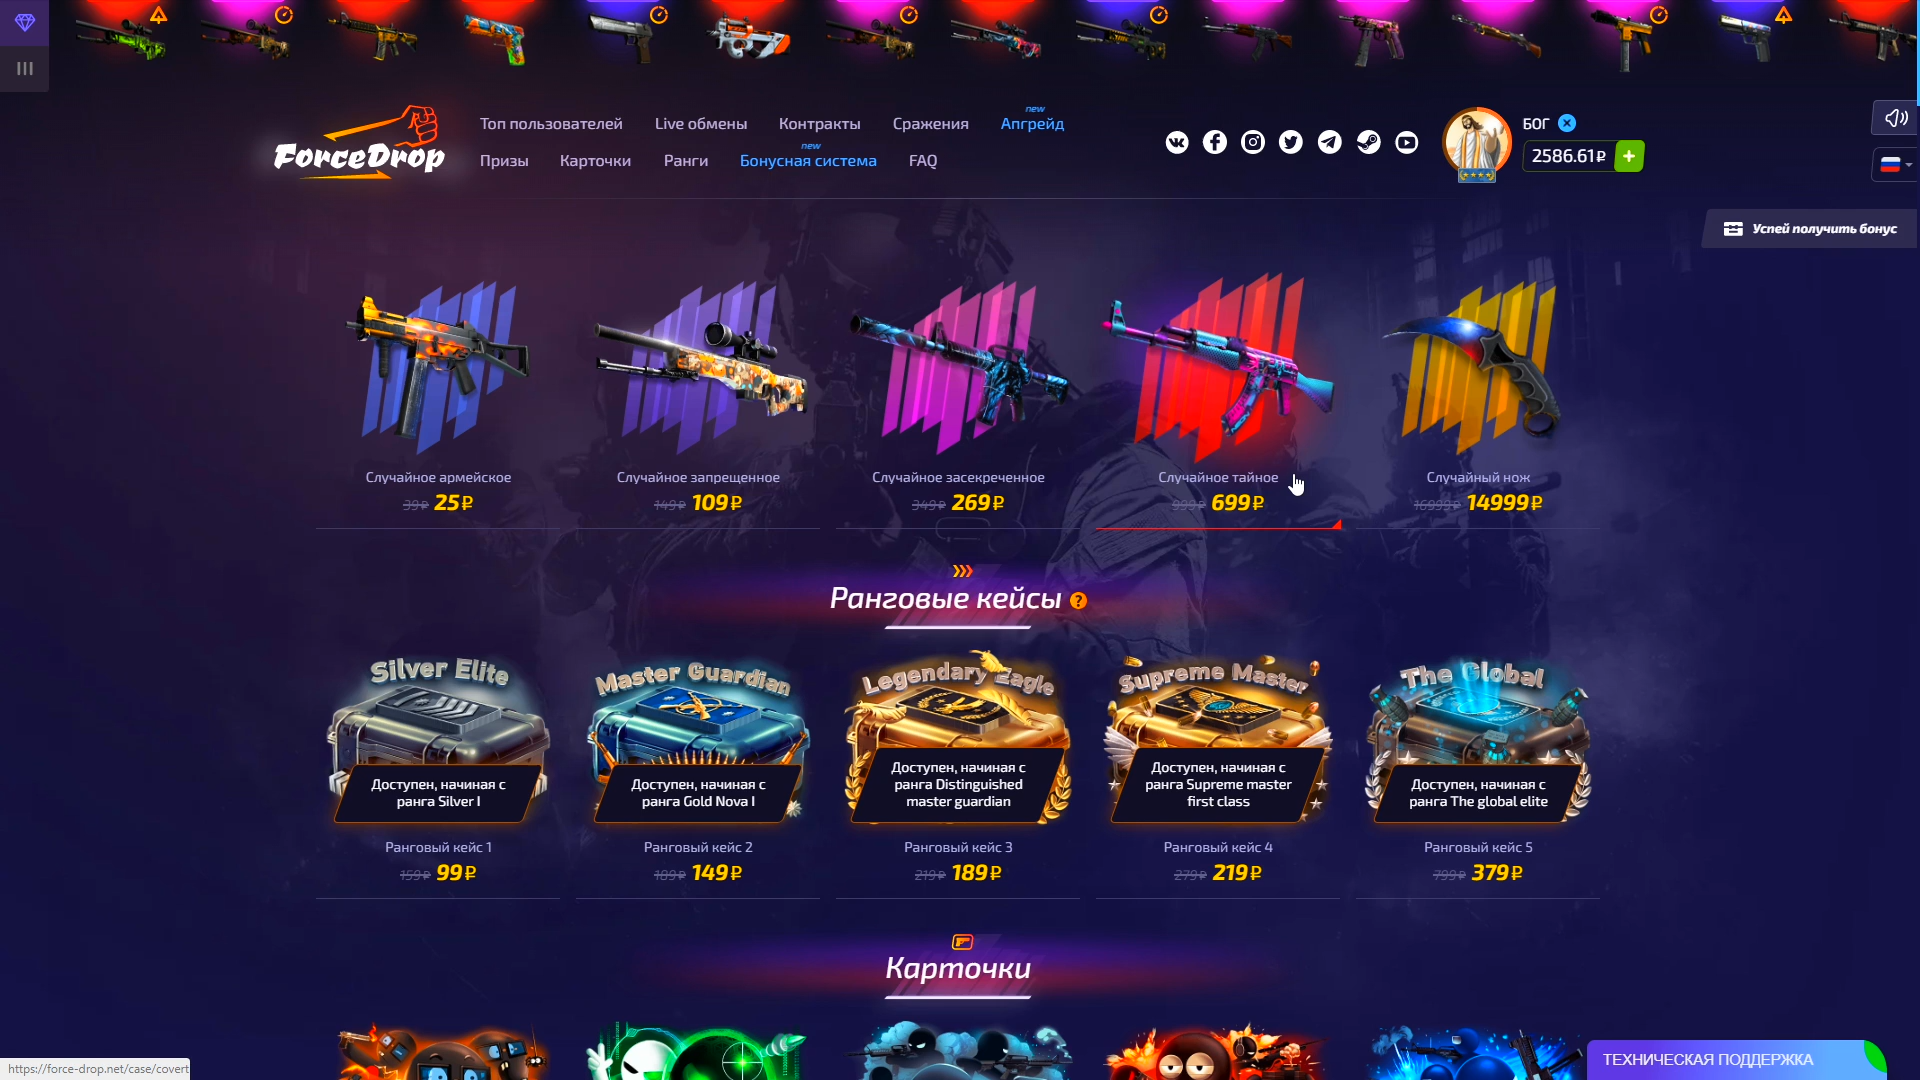 ForceDrop
Топ пользователей
Live обмены
Контракты
Сражения
new
Апгрейд
Призы
Карточки
Ранги
new
Бонусная система
FAQ
БОГ
2586.61₽
+
Успей получить бонус
Случайное армейское
39₽ 25₽
Случайное запрещенное
149₽ 109₽
Случайное засекреченное
349₽ 269₽
Случайное тайное
999₽ 699₽
Случайный нож
16999₽ 14999₽
Ранговые кейсы ?
Silver Elite
Доступен, начиная с
ранга Silver I
Ранговый кейс 1
159₽ 99₽
Master Guardian
Доступен, начиная с
ранга Gold Nova I
Ранговый кейс 2
189₽ 149₽
Legendary Eagle
Доступен, начиная с
ранга Distinguished
master guardian
Ранговый кейс 3
219₽ 189₽
Supreme Master
Доступен, начиная с
ранга Supreme master
first class
Ранговый кейс 4
279₽ 219₽
The Global
Доступен, начиная с
ранга The global elite
Ранговый кейс 5
799₽ 379₽
Карточки
https://force-drop.net/case/covert
ТЕХНИЧЕСКАЯ ПОДДЕРЖКА